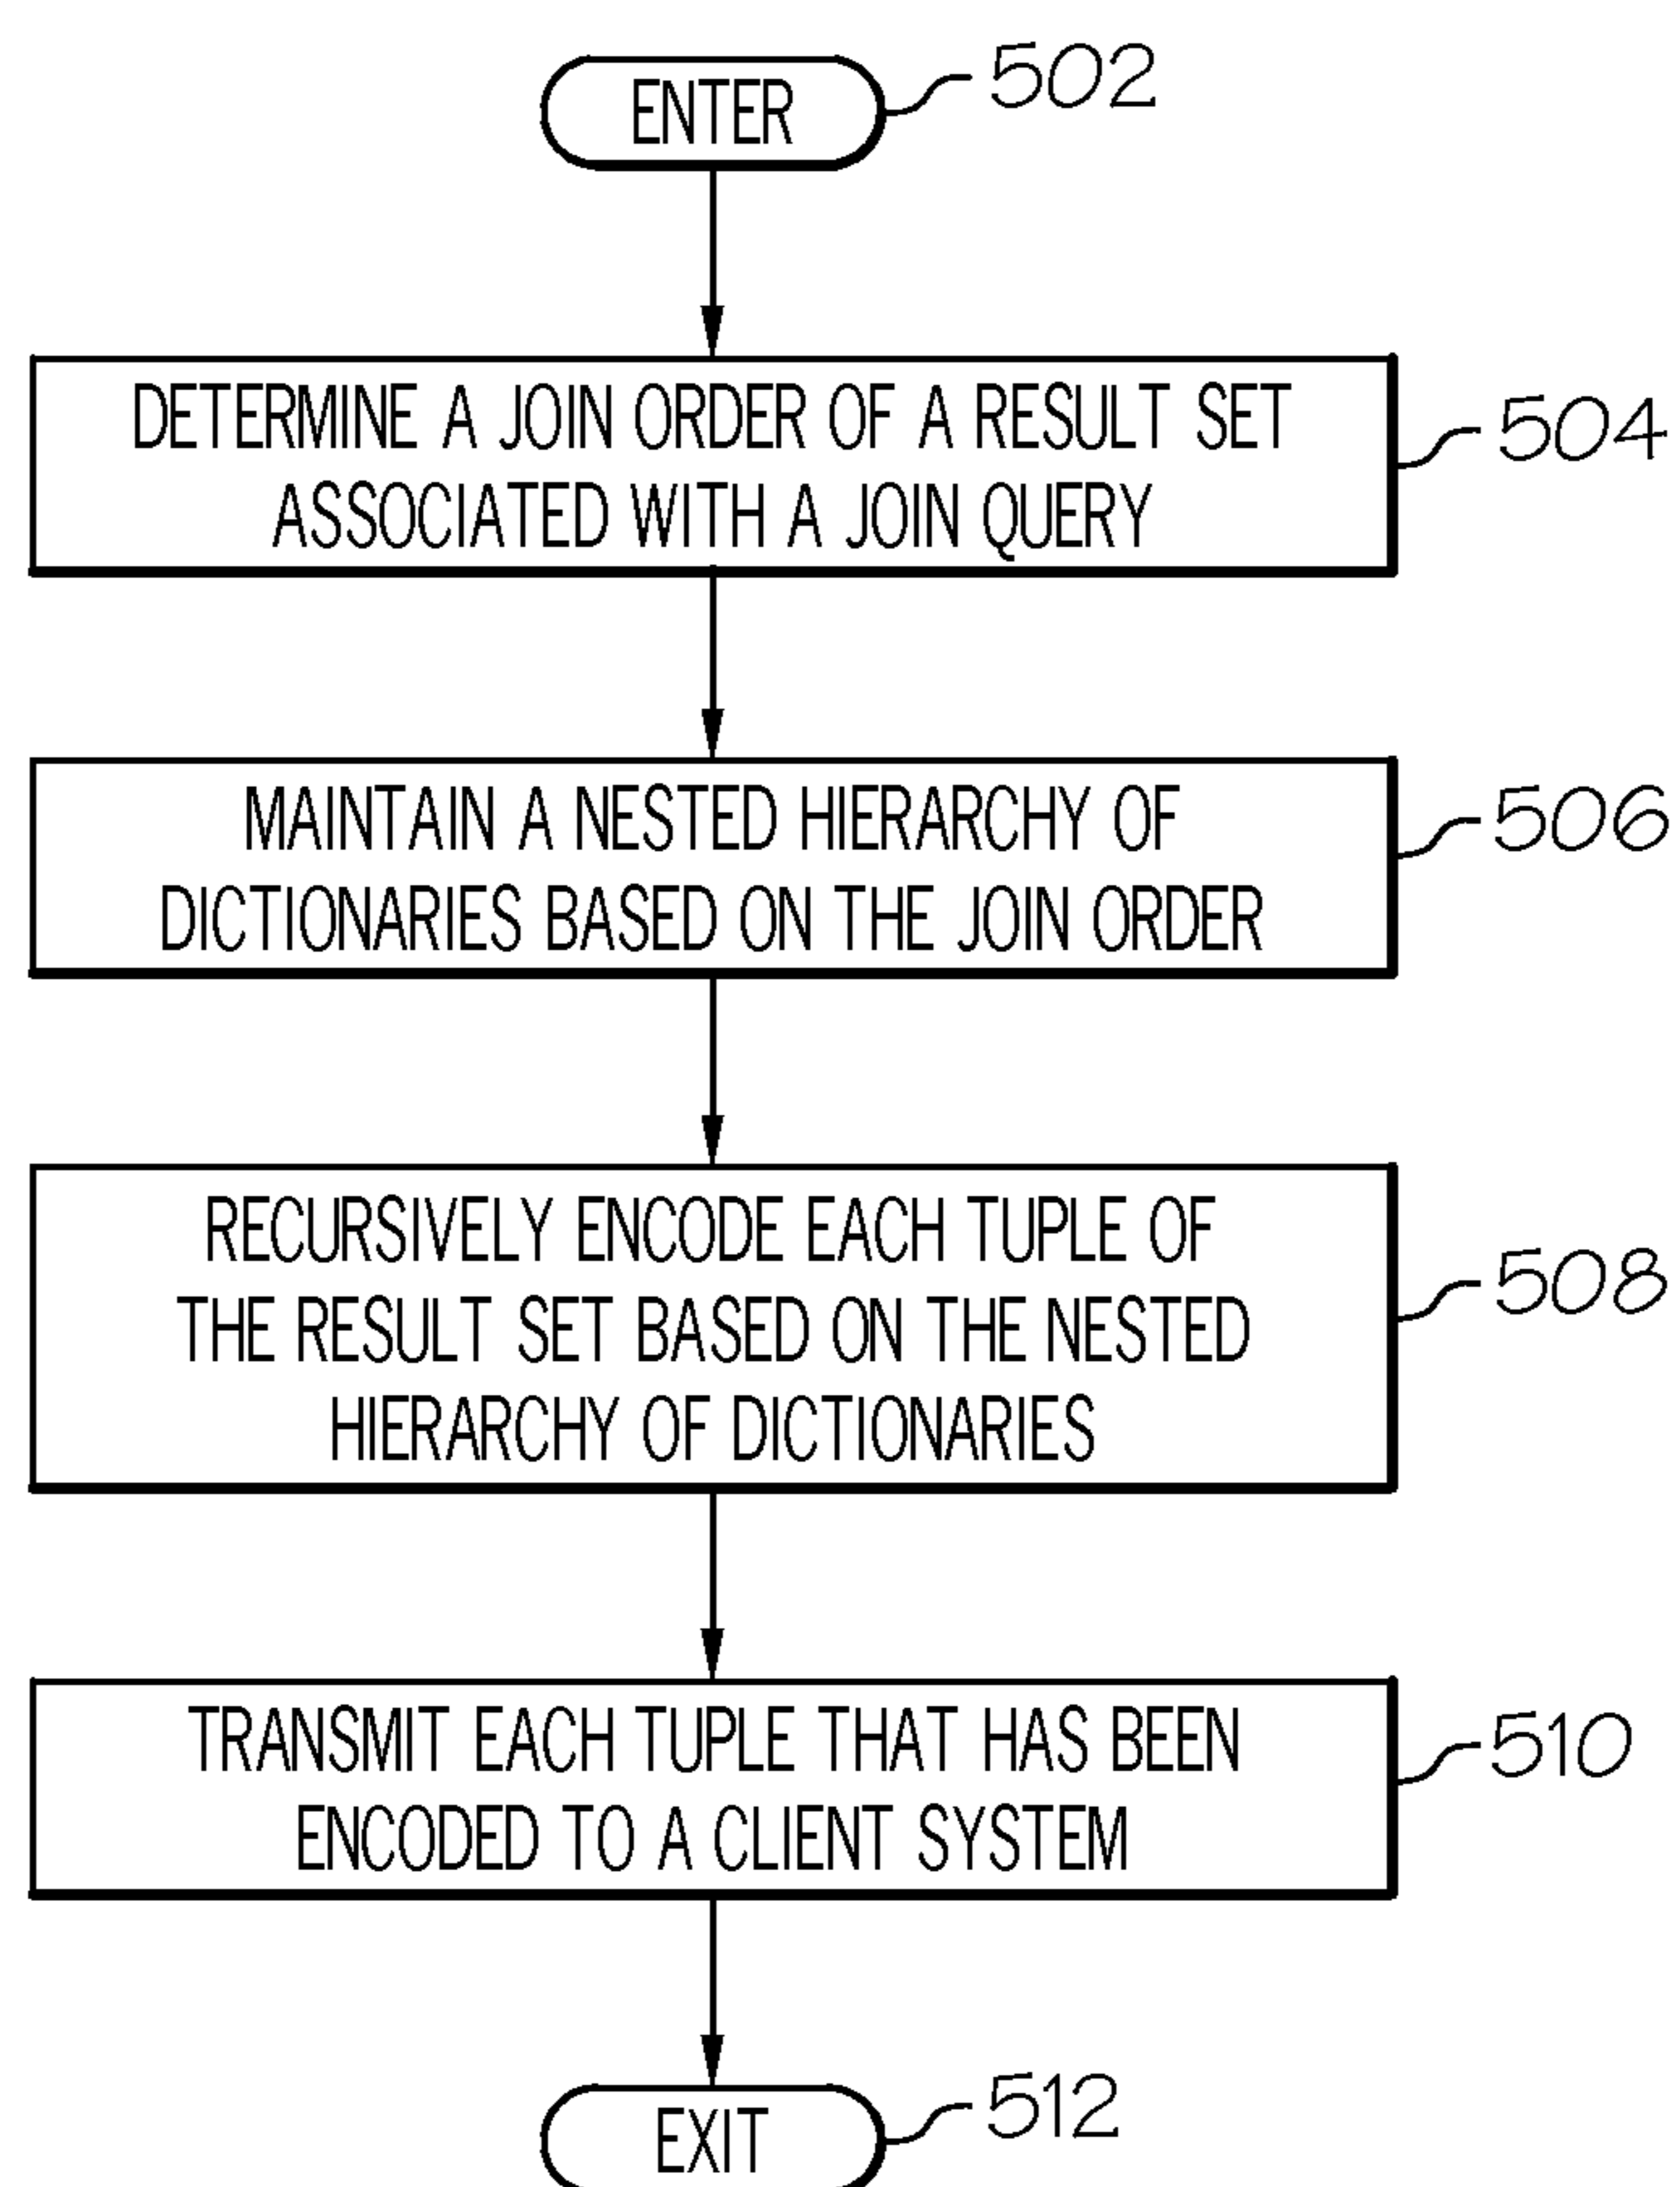 ENTER
502
DETERMINE A JOIN ORDER OF A RESULT SET
ASSOCIATED WITH A JOIN QUERY
504
MAINTAIN A NESTED HIERARCHY OF
DICTIONARIES BASED ON THE JOIN ORDER
506
RECURSIVELY ENCODE EACH TUPLE OF
THE RESULT SET BASED ON THE NESTED
HIERARCHY OF DICTIONARIES
508
TRANSMIT EACH TUPLE THAT HAS BEEN
ENCODED TO A CLIENT SYSTEM
510
EXIT
512